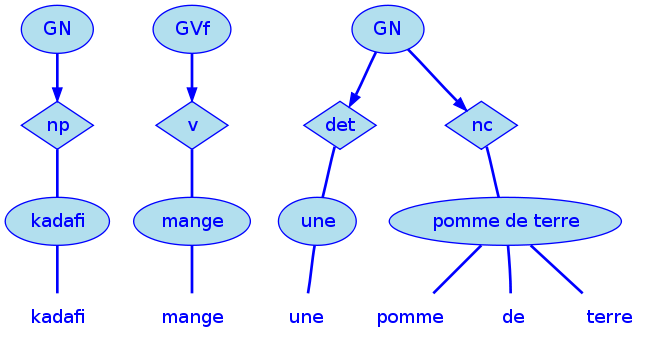 GN GVf GN
np v det nc
kadafi mange une pomme de terre
kadafi mange une pomme de terre